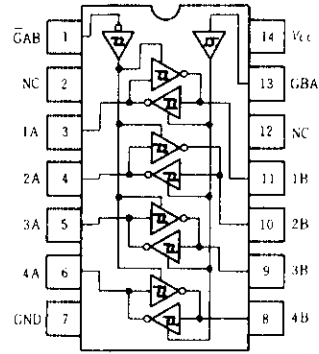 G̅AB 1 14 Vcc
NC 2 13 GBA
1A 3 12 NC
2A 4 11 1B
3A 5 10 2B
4A 6 9 3B
GND 7 8 4B